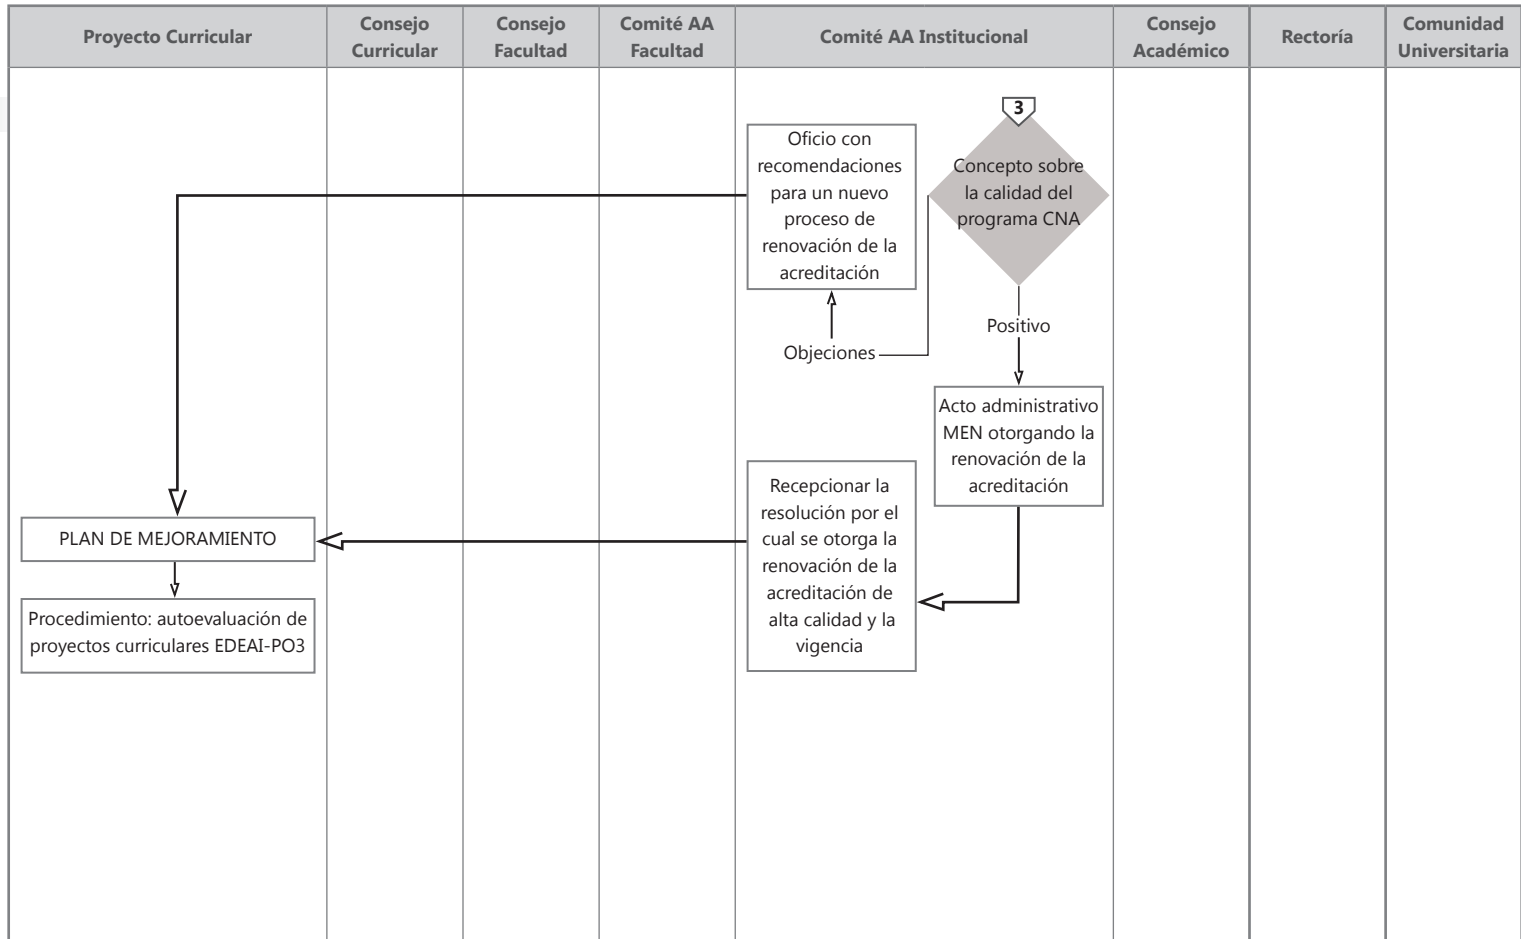 Proyecto Curricular
Consejo
Curricular
Consejo
Facultad
Comité AA
Facultad
Comité AA Institucional
Consejo
Académico
Rectoría
Comunidad
Universitaria
3
Concepto sobre
la calidad del
programa CNA
Oficio con
recomendaciones
para un nuevo
proceso de
renovación de la
acreditación
Objeciones
Positivo
Acto administrativo
MEN otorgando la
renovación de la
acreditación
Recepcionar la
resolución por el
cual se otorga la
renovación de la
acreditación de
alta calidad y la
vigencia
PLAN DE MEJORAMIENTO
Procedimiento: autoevaluación de
proyectos curriculares EDEAI-PO3